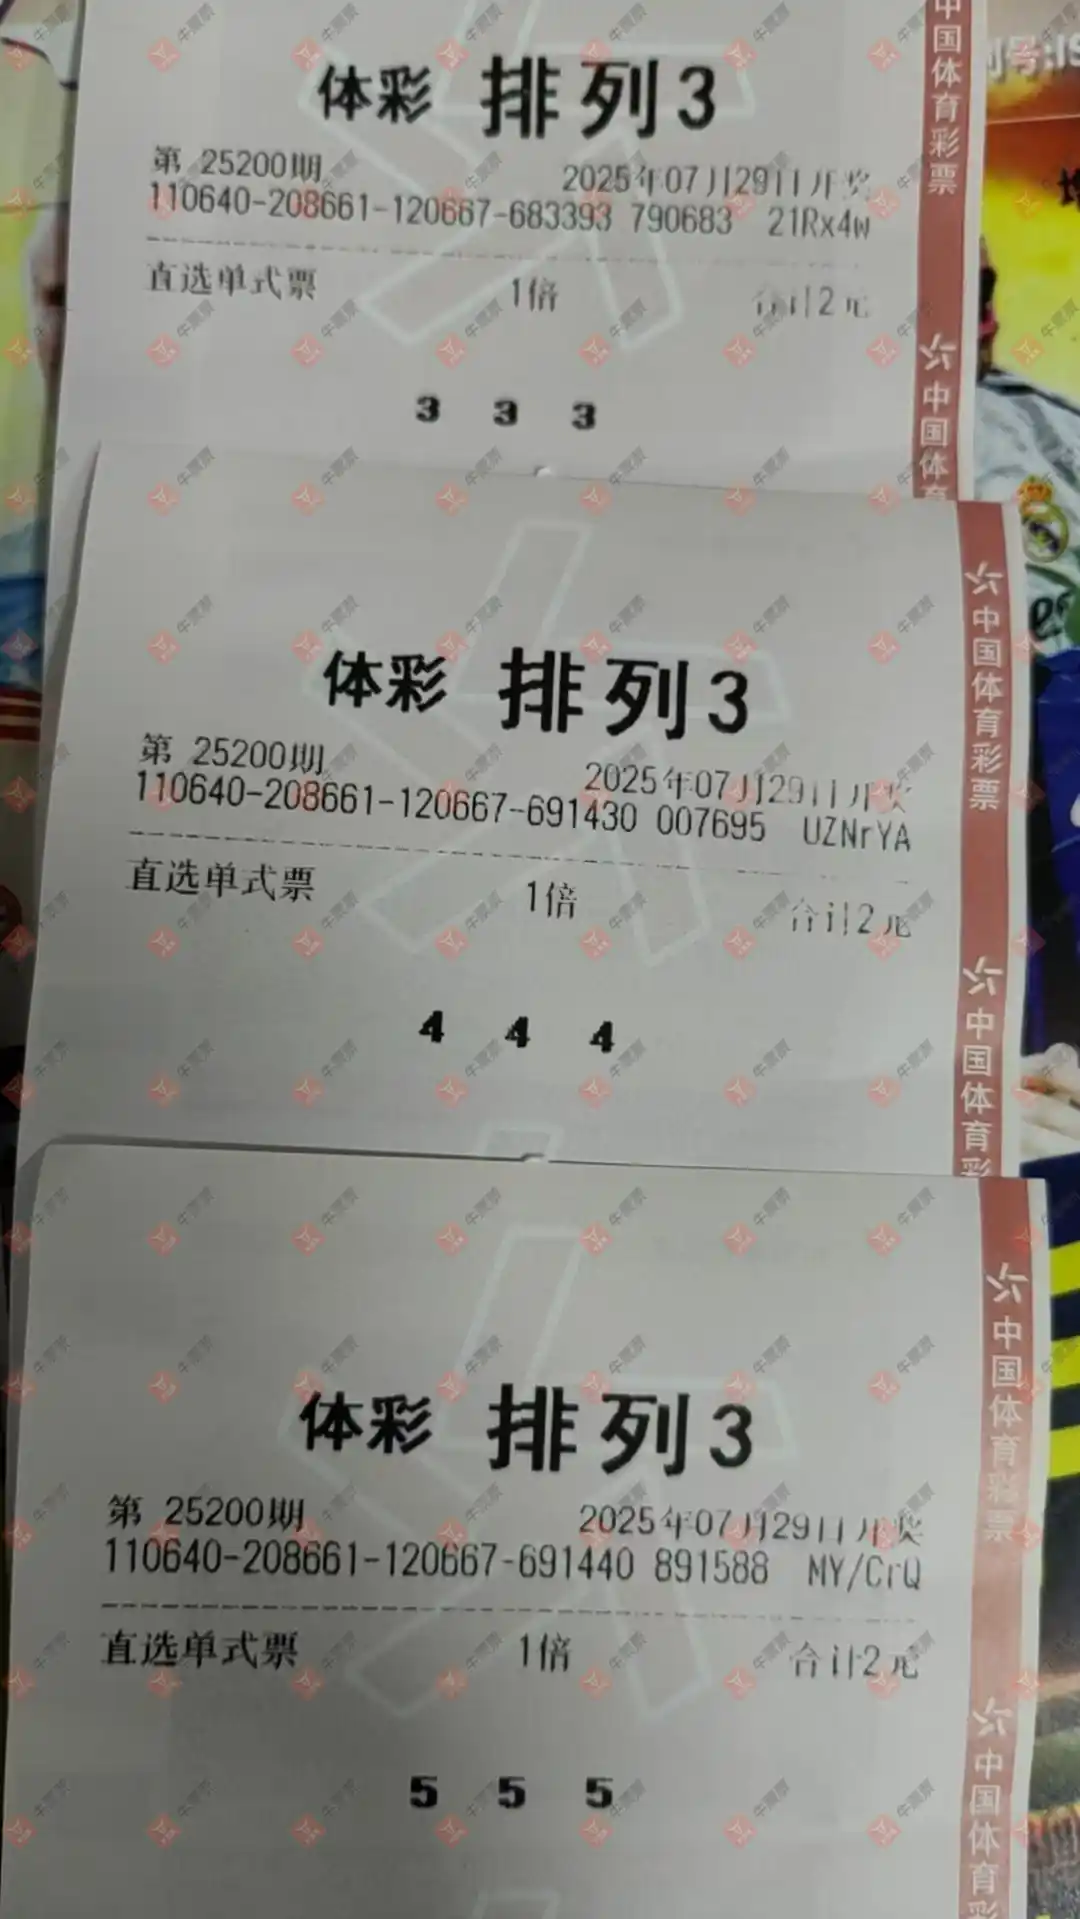 体彩 排列3
第 25200期 2025年07月29日开奖
110640-208661-120667-683393 790683 21Rx4w
直选单式票 1倍 合计2元
3 3 3
中国体育彩票
中国体育
体彩 排列3
第 25200期 2025年07月29日开奖
110640-208661-120667-691430 007695 UZNrYA
直选单式票 1倍 合计2元
4 4 4
中国体育彩票
中国体育彩
体彩 排列3
第 25200期 2025年07月29日开奖
110640-208661-120667-691440 891588 MY/CrQ
直选单式票 1倍 合计2元
5 5 5
中国体育彩票
中国体育彩